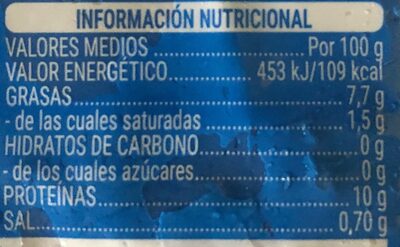 INFORMACIÓN NUTRICIONAL
VALORES MEDIOS Por 100 g
VALOR ENERGÉTICO 453 kJ/109 kcal
GRASAS 7,7 g
- de las cuales saturadas 1,5 g
HIDRATOS DE CARBONO 0 g
- de los cuales azúcares 0 g
PROTEÍNAS 10 g
SAL 0,70 g